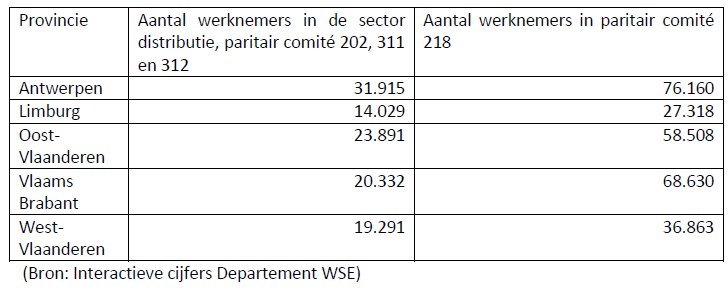 Provincie
Aantal werknemers in de sector
distributie, paritair comité 202, 311
en 312
Aantal werknemers in paritair comité
218
Antwerpen 31.915 76.160
Limburg 14.029 27.318
Oost- 23.891 58.508
Vlaanderen
Vlaams 20.332 68.630
Brabant
West- 19.291 36.863
Vlaanderen
(Bron: Interactieve cijfers Departement WSE)